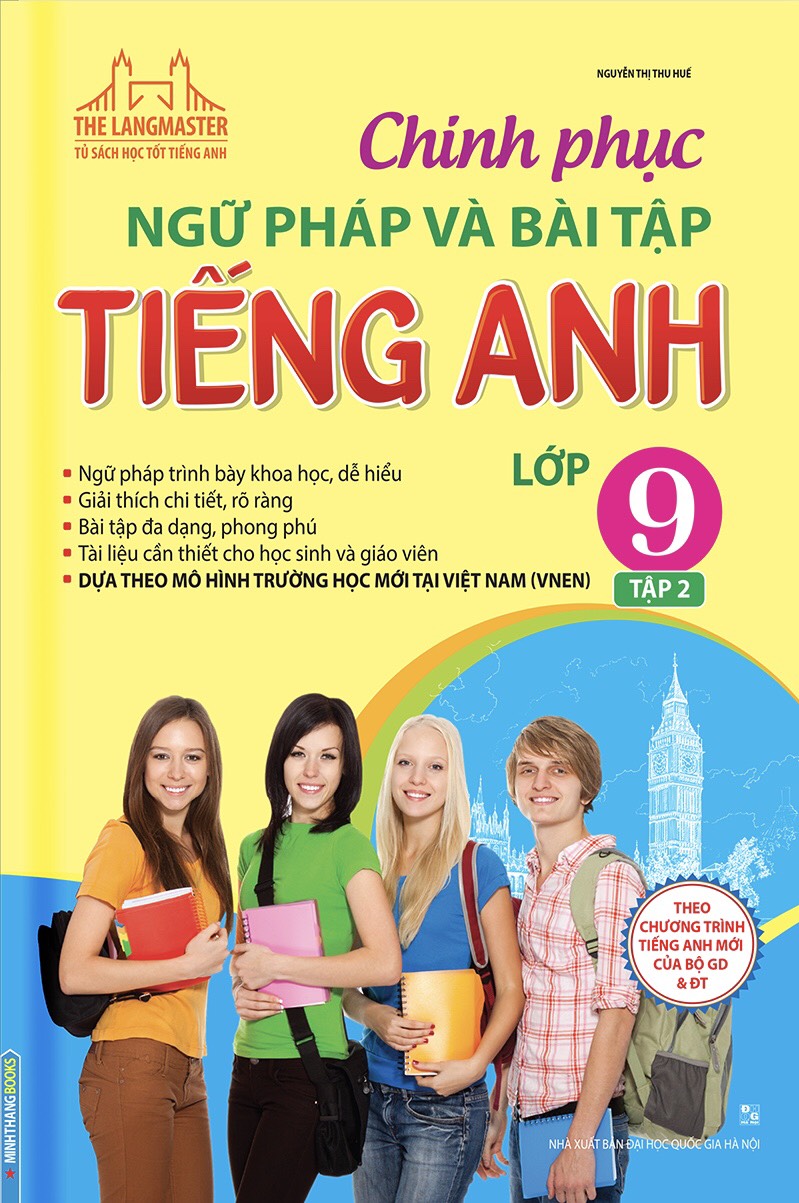 NGUYỄN THỊ THU HUẾ
THE LANGMASTER
TỦ SÁCH HỌC TỐT TIẾNG ANH
Chinh phục
NGỮ PHÁP VÀ BÀI TẬP
TIẾNG ANH
LỚP 9
TẬP 2
Ngữ pháp trình bày khoa học, dễ hiểu
Giải thích chi tiết, rõ ràng
Bài tập đa dạng, phong phú
Tài liệu cần thiết cho học sinh và giáo viên
DỰA THEO MÔ HÌNH TRƯỜNG HỌC MỚI TẠI VIỆT NAM (VNEN)
THEO
CHƯƠNG TRÌNH
TIẾNG ANH MỚI
CỦA BỘ GD
& ĐT
MINHTHANGBOOKS
NHÀ XUẤT BẢN ĐẠI HỌC QUỐC GIA HÀ NỘI